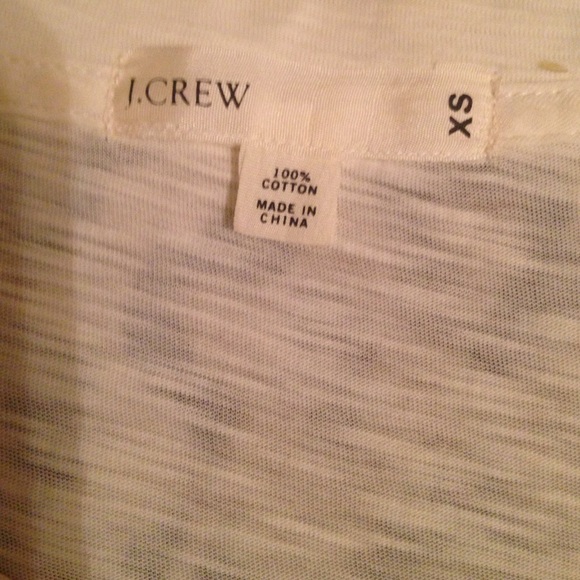 J.CREW
XS
100%
COTTON
MADE IN
CHINA